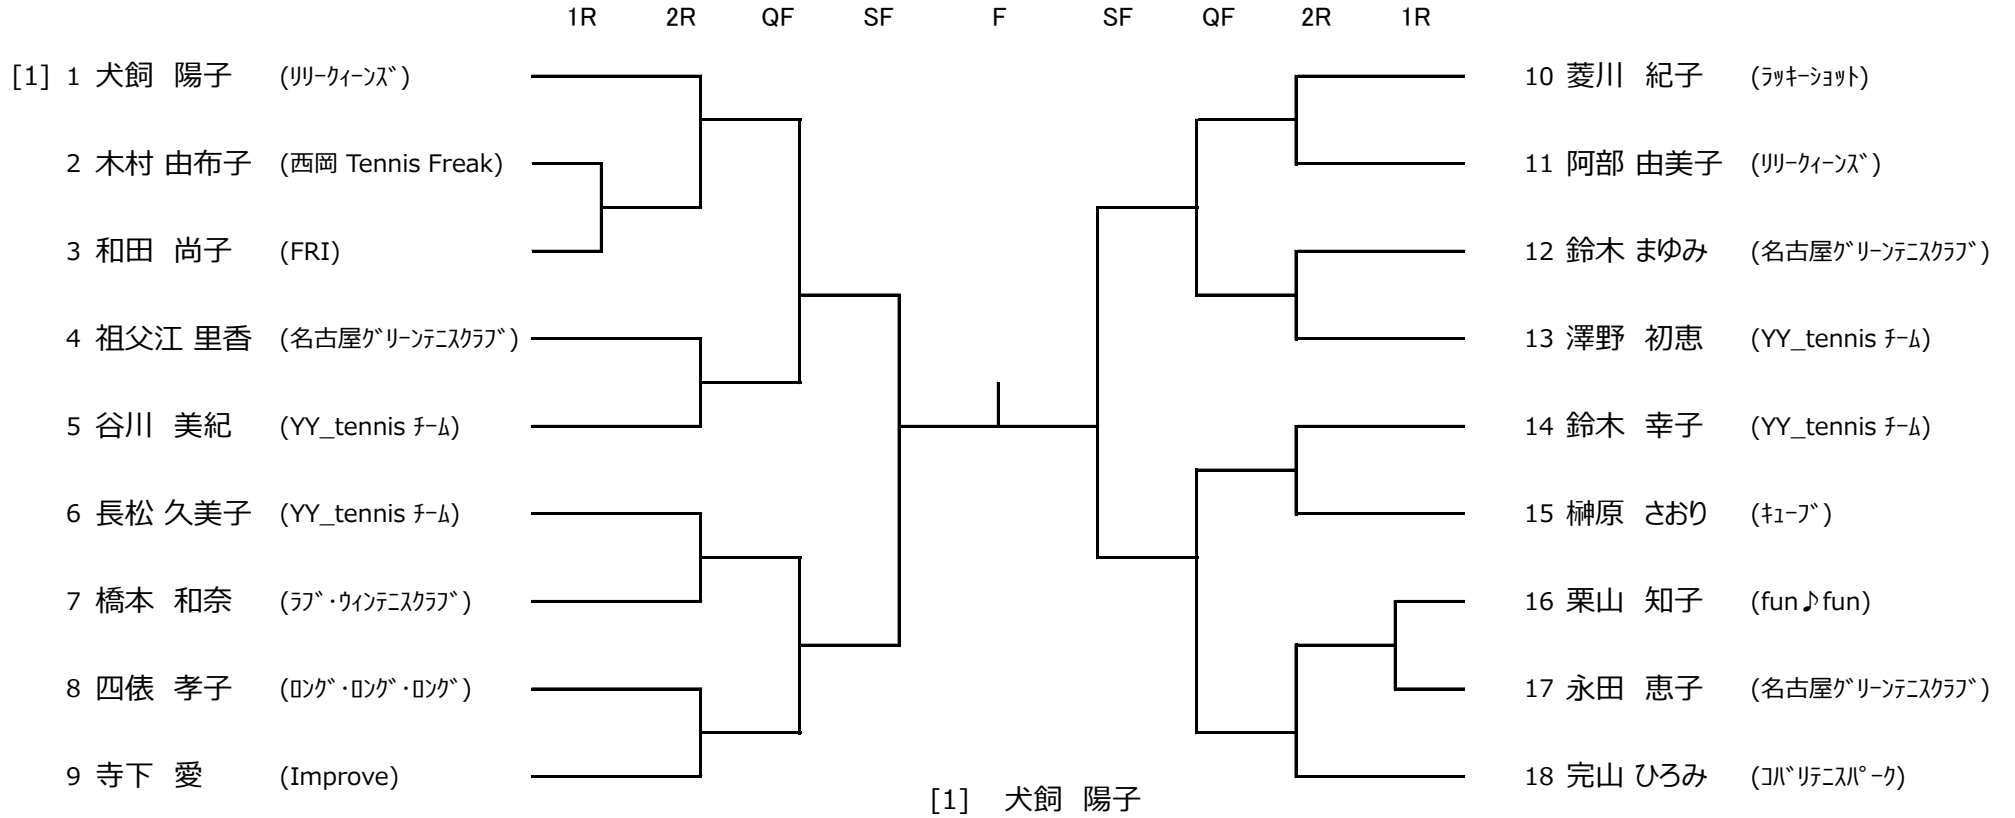 1R 2R QF SF F SF QF 2R 1R
[1] 1 犬飼 陽子 (ﾘﾘｰｸｨｰﾝｽﾞ)
2 木村 由布子 (西岡 Tennis Freak)
3 和田 尚子 (FRI)
4 祖父江 里香 (名古屋ｸﾞﾘｰﾝﾃﾆｽｸﾗﾌﾞ)
5 谷川 美紀 (YY_tennis ﾁｰﾑ)
6 長松 久美子 (YY_tennis ﾁｰﾑ)
7 橋本 和奈 (ﾗﾌﾞ･ｳｨﾝﾃﾆｽｸﾗﾌﾞ)
8 四俵 孝子 (ﾛﾝｸﾞ･ﾛﾝｸﾞ･ﾛﾝｸﾞ)
9 寺下 愛 (Improve)
10 菱川 紀子 (ﾗｯｷｰｼｮｯﾄ)
11 阿部 由美子 (ﾘﾘｰｸｨｰﾝｽﾞ)
12 鈴木 まゆみ (名古屋ｸﾞﾘｰﾝﾃﾆｽｸﾗﾌﾞ)
13 澤野 初恵 (YY_tennis ﾁｰﾑ)
14 鈴木 幸子 (YY_tennis ﾁｰﾑ)
15 榊原 さおり (ｷｭｰﾌﾞ)
16 栗山 知子 (fun♪fun)
17 永田 恵子 (名古屋ｸﾞﾘｰﾝﾃﾆｽｸﾗﾌﾞ)
18 完山 ひろみ (ｺﾊﾞﾘﾃﾆｽﾊﾟｰｸ)
[1] 犬飼 陽子